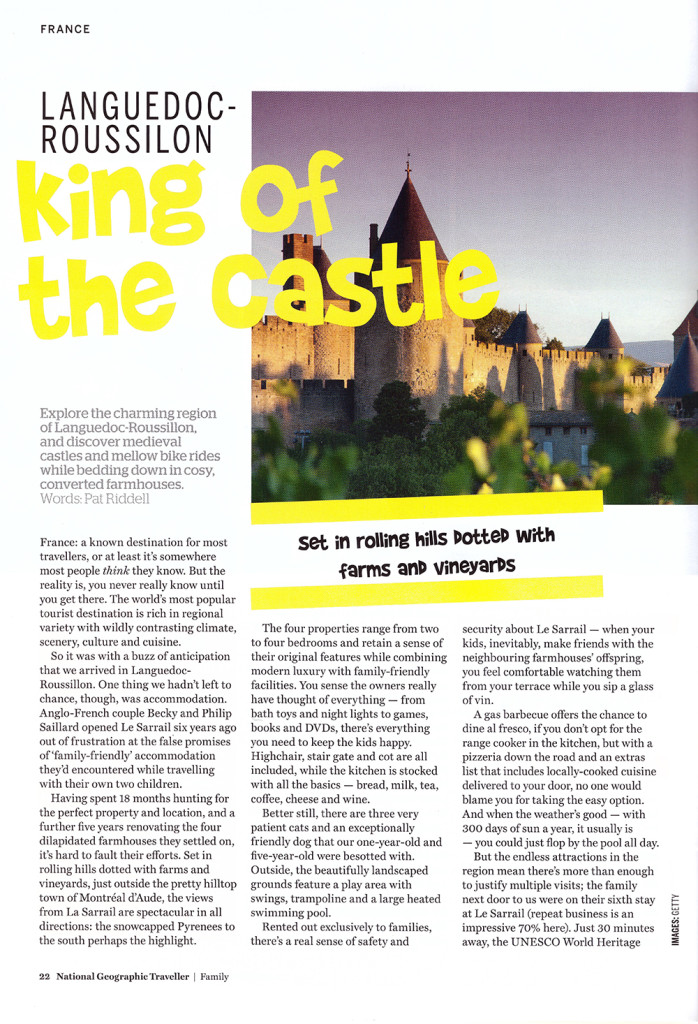 FRANCE
LANGUEDOC-
ROUSSILON
king of
the castle
Explore the charming region
of Languedoc-Roussillon,
and discover medieval
castles and mellow bike rides
while bedding down in cosy,
converted farmhouses.
Words: Pat Riddell
Set in rolling hills dotted with
farms and vineyards
France: a known destination for most
travellers, or at least it's somewhere
most people think they know. But the
reality is, you never really know until
you get there. The world's most popular
tourist destination is rich in regional
variety with wildly contrasting climate,
scenery, culture and cuisine.
So it was with a buzz of anticipation
that we arrived in Languedoc-
Roussillon. One thing we hadn't left to
chance, though, was accommodation.
Anglo-French couple Becky and Philip
Saillard opened Le Sarrail six years ago
out of frustration at the false promises
of 'family-friendly' accommodation
they'd encountered while travelling
with their own two children.
Having spent 18 months hunting for
the perfect property and location, and a
further five years renovating the four
dilapidated farmhouses they settled on,
it's hard to fault their efforts. Set in
rolling hills dotted with farms and
vineyards, just outside the pretty hilltop
town of Montréal d'Aude, the views
from La Sarrail are spectacular in all
directions: the snowcapped Pyrenees to
the south perhaps the highlight.
The four properties range from two
to four bedrooms and retain a sense of
their original features while combining
modern luxury with family-friendly
facilities. You sense the owners really
have thought of everything — from
bath toys and night lights to games,
books and DVDs, there's everything
you need to keep the kids happy.
Highchair, stair gate and cot are all
included, while the kitchen is stocked
with all the basics — bread, milk, tea,
coffee, cheese and wine.
Better still, there are three very
patient cats and an exceptionally
friendly dog that our one-year-old and
five-year-old were besotted with.
Outside, the beautifully landscaped
grounds feature a play area with
swings, trampoline and a large heated
swimming pool.
Rented out exclusively to families,
there's a real sense of safety and
security about Le Sarrail — when your
kids, inevitably, make friends with the
neighbouring farmhouses' offspring,
you feel comfortable watching them
from your terrace while you sip a glass
of vin.
A gas barbecue offers the chance to
dine al fresco, if you don't opt for the
range cooker in the kitchen, but with a
pizzeria down the road and an extras
list that includes locally-cooked cuisine
delivered to your door, no one would
blame you for taking the easy option.
And when the weather's good — with
300 days of sun a year, it usually is
— you could just flop by the pool all day.
But the endless attractions in the
region mean there's more than enough
to justify multiple visits; the family
next door to us were on their sixth stay
at Le Sarrail (repeat business is an
impressive 70% here). Just 30 minutes
away, the UNESCO World Heritage
IMAGES: GETTY
22 National Geographic Traveller | Family